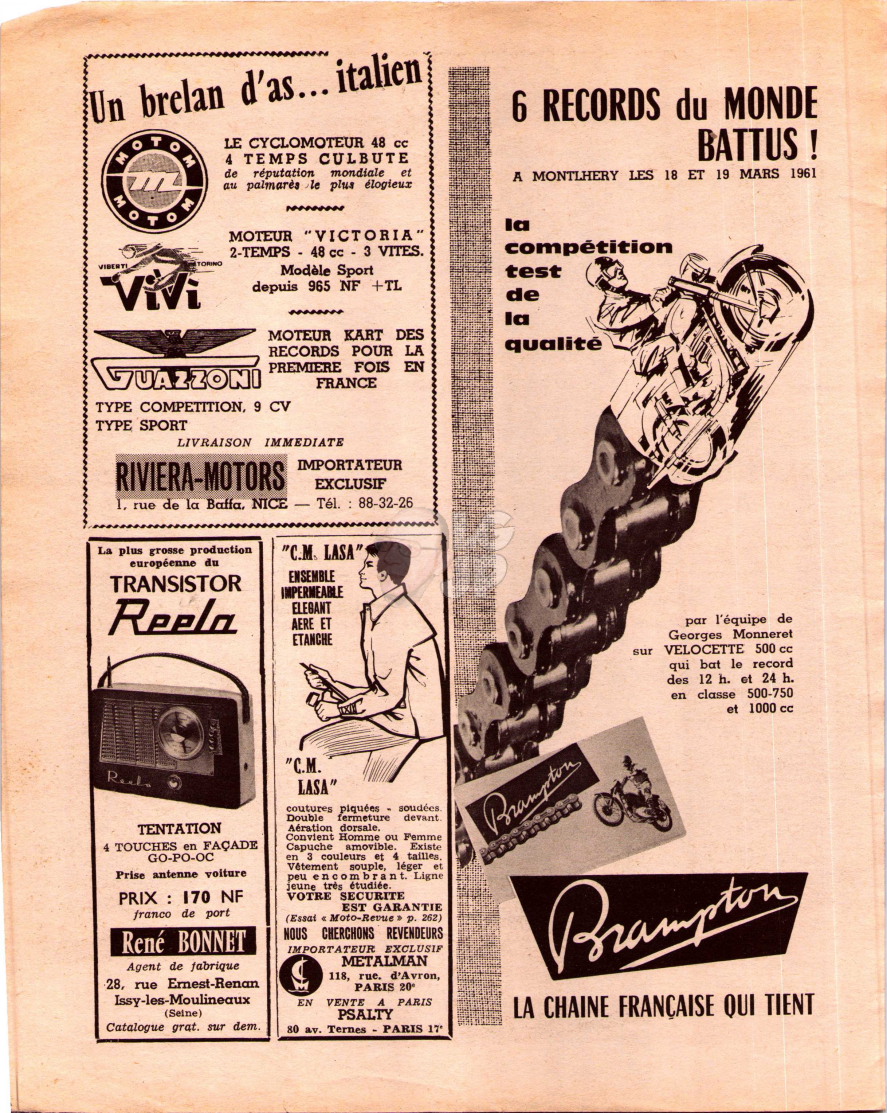 Un brelan d'as... italien
MOTOM
m
MOTOM
LE CYCLOMOTEUR 48 cc
4 TEMPS CULBUTE
de réputation mondiale et
au palmarès le plus élogieux
VIBERTI TORINO
ViVi
MOTEUR "VICTORIA"
2-TEMPS - 48 cc - 3 VITES.
Modèle Sport
depuis 965 NF + TL
GUAZZONI
MOTEUR KART DES
RECORDS POUR LA
PREMIERE FOIS EN
FRANCE
TYPE COMPETITION, 9 CV
TYPE SPORT
LIVRAISON IMMEDIATE
RIVIERA-MOTORS
IMPORTATEUR
EXCLUSIF
1, rue de la Buffa, NICE — Tél. : 88-32-26
La plus grosse production
européenne du
TRANSISTOR
Reela
Reela
TENTATION
4 TOUCHES en FAÇADE
GO-PO-OC
Prise antenne voiture
PRIX : 170 NF
franco de port
René BONNET
Agent de fabrique
28, rue Ernest-Renan
Issy-les-Moulineaux
(Seine)
Catalogue grat. sur dem.
"C.M. LASA"
ENSEMBLE
IMPERMEABLE
ELEGANT
AERE ET
ETANCHE
"C.M.
LASA"
coutures piquées - soudées.
Double fermeture devant.
Aération dorsale.
Convient Homme ou Femme
Capuche amovible. Existe
en 3 couleurs et 4 tailles.
Vêtement souple, léger et
peu encombrant. Ligne
jeune très étudiée.
VOTRE SECURITE
EST GARANTIE
(Essai « Moto-Revue » p. 262)
NOUS CHERCHONS REVENDEURS
IMPORTATEUR EXCLUSIF
METALMAN
118, rue. d'Avron,
PARIS 20e
EN VENTE A PARIS
PSALTY
80 av. Ternes - PARIS 17e
6 RECORDS du MONDE
BATTUS !
A MONTLHERY LES 18 ET 19 MARS 1961
la
compétition
test
de
la
qualité
par l'équipe de
Georges Monneret
sur VELOCETTE 500 cc
qui bat le record
des 12 h. et 24 h.
en classe 500-750
et 1000 cc
Brampton
Brampton
LA CHAINE FRANÇAISE QUI TIENT